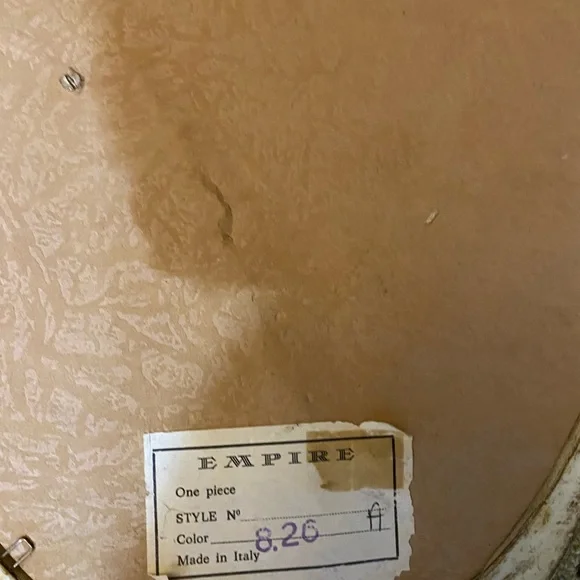 EMPIRE
One piece
STYLE Nº A
Color 8.26
Made in Italy